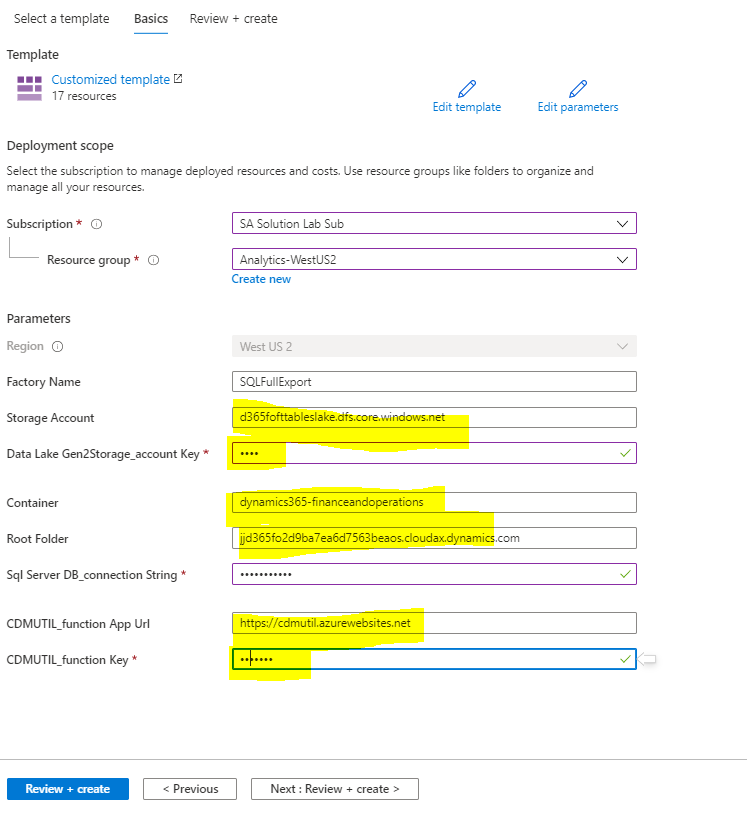 Select a template Basics Review + create
Template
Customized template
17 resources
Edit template Edit parameters
Deployment scope
Select the subscription to manage deployed resources and costs. Use resource groups like folders to organize and
manage all your resources.
Subscription * SA Solution Lab Sub
Resource group * Analytics-WestUS2
Create new
Parameters
Region West US 2
Factory Name SQLFullExport
Storage Account d365fofttableslake.dfs.core.windows.net
Data Lake Gen2Storage_account Key * ••••
Container dynamics365-financeandoperations
Root Folder jjd365fo2d9ba7ea6d7563beaos.cloudax.dynamics.com
Sql Server DB_connection String * •••••••••••
CDMUTIL_function App Url https://cdmutil.azurewebsites.net
CDMUTIL_function Key * •••••••
Review + create < Previous Next : Review + create >